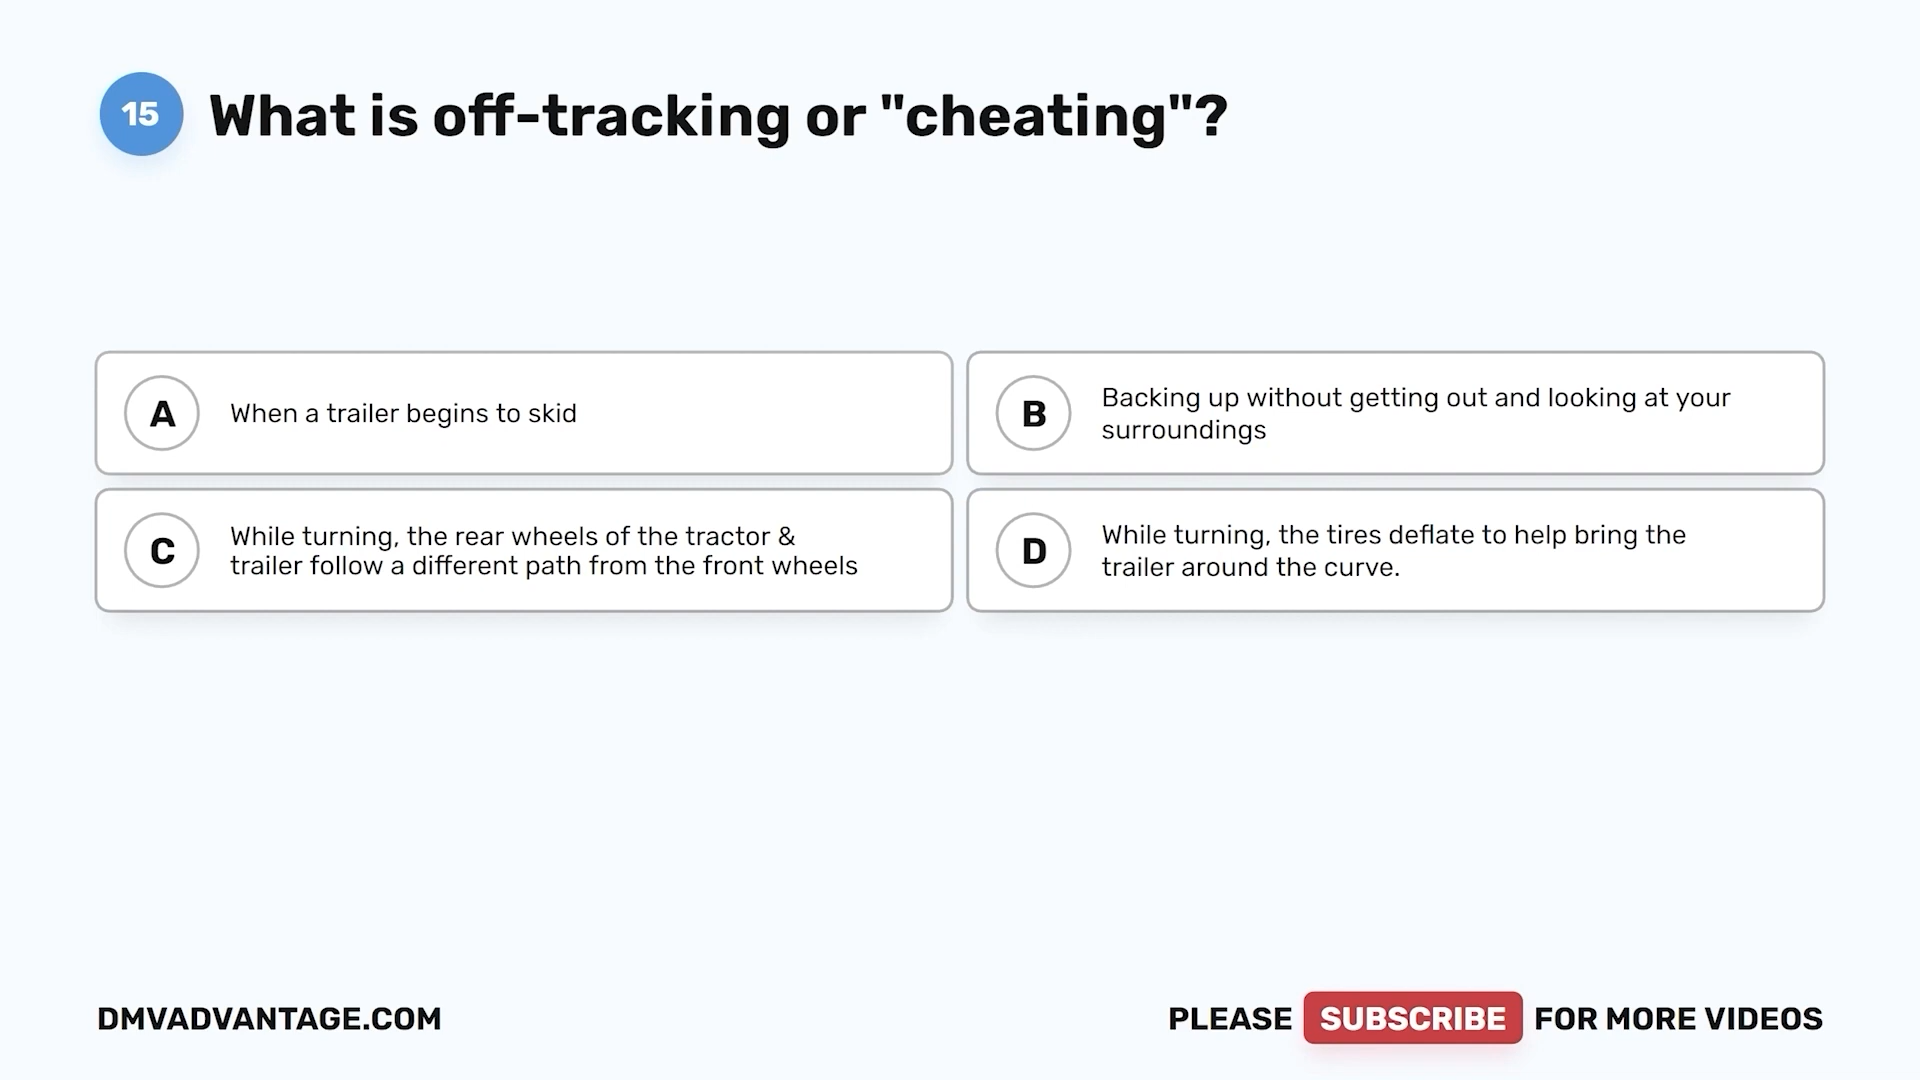 15
What is off-tracking or "cheating"?
A
When a trailer begins to skid
B
Backing up without getting out and looking at your
surroundings
C
While turning, the rear wheels of the tractor &
trailer follow a different path from the front wheels
D
While turning, the tires deflate to help bring the
trailer around the curve.
DMVADVANTAGE.COM
PLEASE SUBSCRIBE FOR MORE VIDEOS